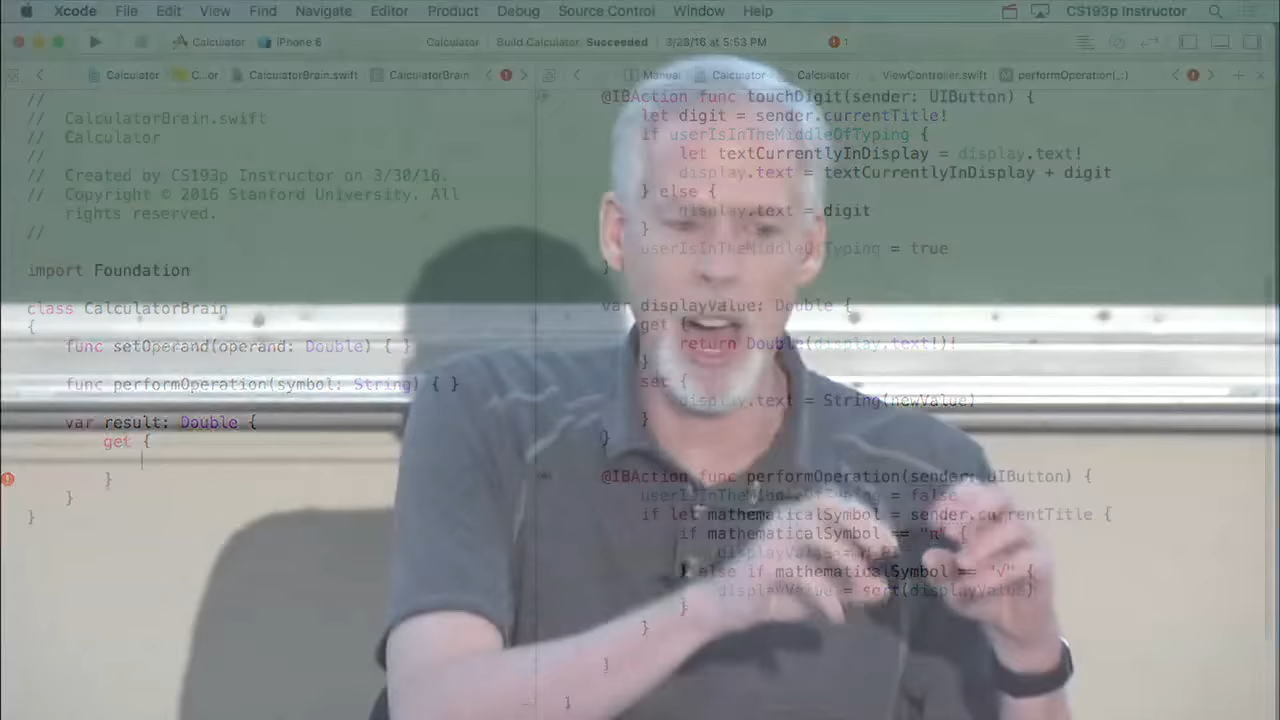 Xcode File Edit View Find Navigate Editor Product Debug Source Control Window Help CS193p Instructor
Calculator iPhone 6 Calculator Build Calculator: Succeeded 3/28/16 at 5:53 PM 1
Calculator C...or CalculatorBrain.swift CalculatorBrain Manual Calculator Calculator ViewController.swift performOperation(_:)
//
// CalculatorBrain.swift
// Calculator
//
// Created by CS193p Instructor on 3/30/16.
// Copyright © 2016 Stanford University. All
rights reserved.
//
import Foundation
class CalculatorBrain
{
func setOperand(operand: Double) { }
func performOperation(symbol: String) { }
var result: Double {
get {
}
}
}
@IBAction func touchDigit(sender: UIButton) {
let digit = sender.currentTitle!
if userIsInTheMiddleOfTyping {
let textCurrentlyInDisplay = display.text!
display.text = textCurrentlyInDisplay + digit
} else {
display.text = digit
}
userIsInTheMiddleOfTyping = true
}
var displayValue: Double {
get {
return Double(display.text!)!
}
set {
display.text = String(newValue)
}
}
@IBAction func performOperation(sender: UIButton) {
userIsInTheMiddleOfTyping = false
if let mathematicalSymbol = sender.currentTitle {
if mathematicalSymbol == "π" {
displayValue = M_PI
} else if mathematicalSymbol == "√" {
displayValue = sqrt(displayValue)
}
}
}
}